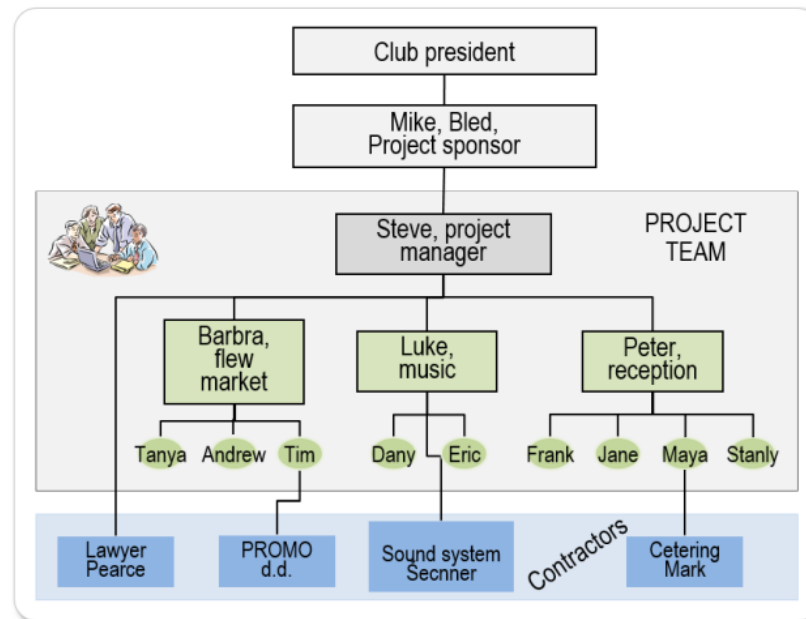 Club president
Mike, Bled,
Project sponsor
Steve, project
manager
PROJECT
TEAM
Barbra,
flew
market
Luke,
music
Peter,
reception
Tanya
Andrew
Tim
Dany
Eric
Frank
Jane
Maya
Stanly
Lawyer
Pearce
PROMO
d.d.
Sound system
Secnner
Contractors
Cetering
Mark